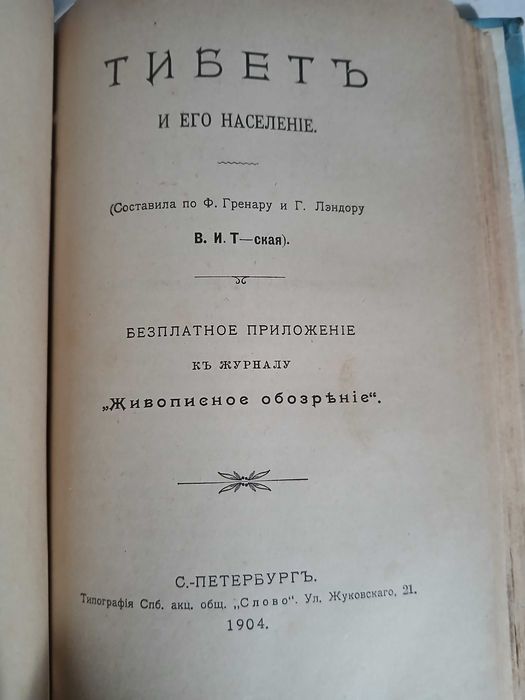 ТИБЕТЪ
И ЕГО НАСЕЛЕНІЕ.
(Составила по Ф. Гренару и Г. Лэндору
В. И. Т—ская).
БЕЗПЛАТНОЕ ПРИЛОЖЕНІЕ
КЪ ЖУРНАЛУ
„Живописное обозрѣніе“.
С.-ПЕТЕРБУРГЪ.
Типографія Спб. акц. общ. „Слово“. Ул. Жуковскаго, 21.
1904.